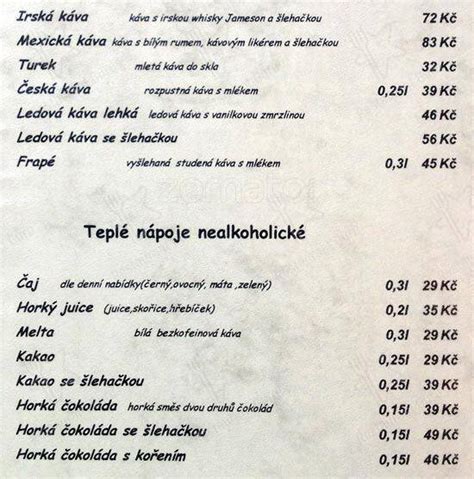 Irská káva káva s irskou whisky Jameson a šlehačkou 72 Kč
Mexická káva káva s bílým rumem, kávovým likérem a šlehačkou 83 Kč
Turek mletá káva do skla 32 Kč
Česká káva rozpustná káva s mlékem 0,25l 39 Kč
Ledová káva lehká ledová káva s vanilkovou zmrzlinou 46 Kč
Ledová káva se šlehačkou 56 Kč
Frapé vyšlehaná studená káva s mlékem 0,3l 45 Kč
zomato
Teplé nápoje nealkoholické
Čaj dle denní nabídky(černý,ovocný, máta ,zelený) 0,3l 29 Kč
Horký juice (juice,skořice,hřebíček) 0,2l 35 Kč
Melta bílá bezkofeinová káva 0,3l 29 Kč
Kakao 0,25l 29 Kč
Kakao se šlehačkou 0,25l 39 Kč
Horká čokoláda horká směs dvou druhů čokolád 0,15l 39 Kč
Horká čokoláda se šlehačkou 0,15l 49 Kč
Horká čokoláda s kořením 0,15l 46 Kč